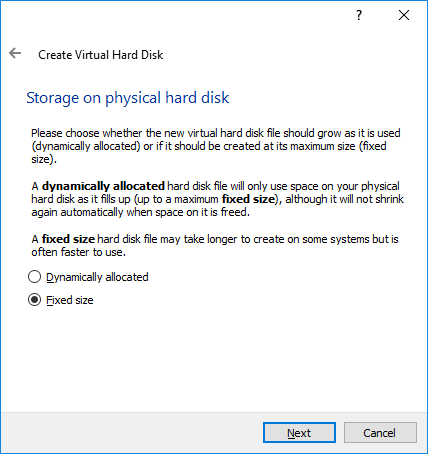 ?
Create Virtual Hard Disk
Storage on physical hard disk
Please choose whether the new virtual hard disk file should grow as it is used
(dynamically allocated) or if it should be created at its maximum size (fixed
size).
A dynamically allocated hard disk file will only use space on your physical
hard disk as it fills up (up to a maximum fixed size), although it will not shrink
again automatically when space on it is freed.
A fixed size hard disk file may take longer to create on some systems but is
often faster to use.
Dynamically allocated
Fixed size
Next
Cancel